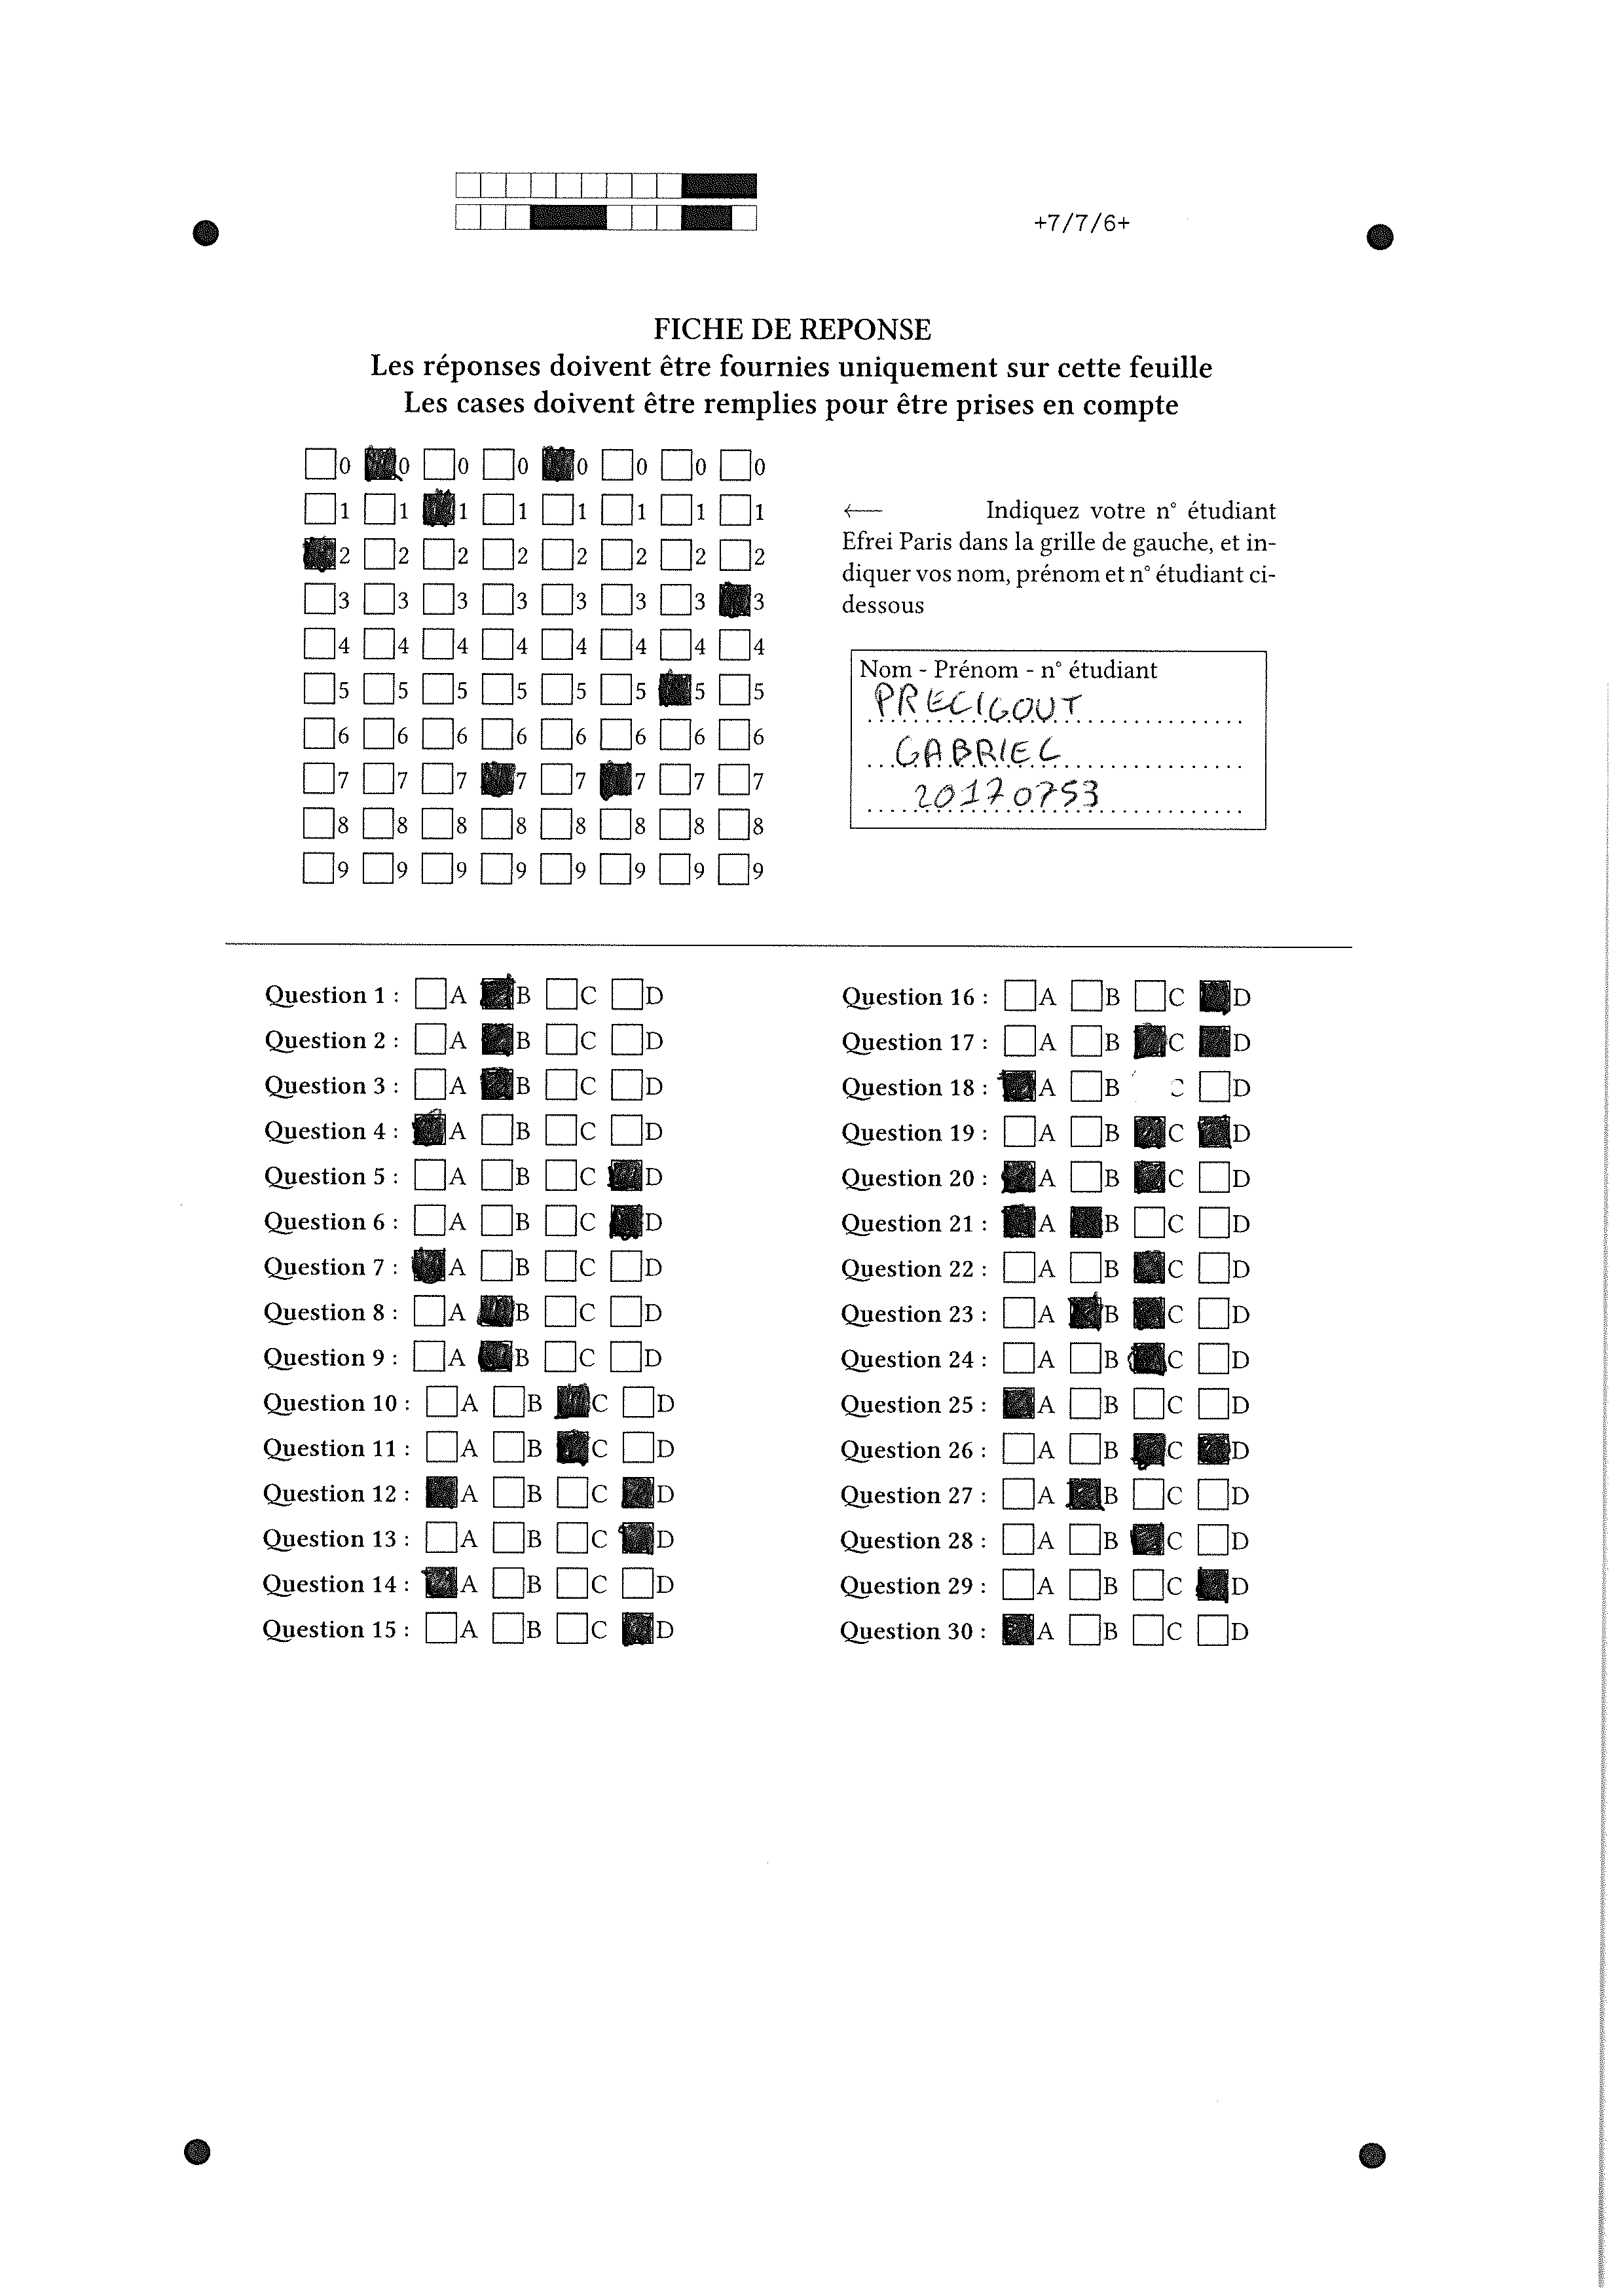 +7/7/6+
FICHE DE REPONSE
Les réponses doivent être fournies uniquement sur cette feuille
Les cases doivent être remplies pour être prises en compte
0 0 0 0 0 0 0 0
1 1 1 1 1 1 1 1
2 2 2 2 2 2 2 2
3 3 3 3 3 3 3 3
4 4 4 4 4 4 4 4
5 5 5 5 5 5 5 5
6 6 6 6 6 6 6 6
7 7 7 7 7 7 7 7
8 8 8 8 8 8 8 8
9 9 9 9 9 9 9 9
← Indiquez votre n° étudiant
Efrei Paris dans la grille de gauche, et in-
diquer vos nom, prénom et n° étudiant ci-
dessous
Nom - Prénom - n° étudiant
PRECIGOUT
GABRIEL
20170753
Question 1 : A B C D
Question 2 : A B C D
Question 3 : A B C D
Question 4 : A B C D
Question 5 : A B C D
Question 6 : A B C D
Question 7 : A B C D
Question 8 : A B C D
Question 9 : A B C D
Question 10 : A B C D
Question 11 : A B C D
Question 12 : A B C D
Question 13 : A B C D
Question 14 : A B C D
Question 15 : A B C D
Question 16 : A B C D
Question 17 : A B C D
Question 18 : A B C D
Question 19 : A B C D
Question 20 : A B C D
Question 21 : A B C D
Question 22 : A B C D
Question 23 : A B C D
Question 24 : A B C D
Question 25 : A B C D
Question 26 : A B C D
Question 27 : A B C D
Question 28 : A B C D
Question 29 : A B C D
Question 30 : A B C D